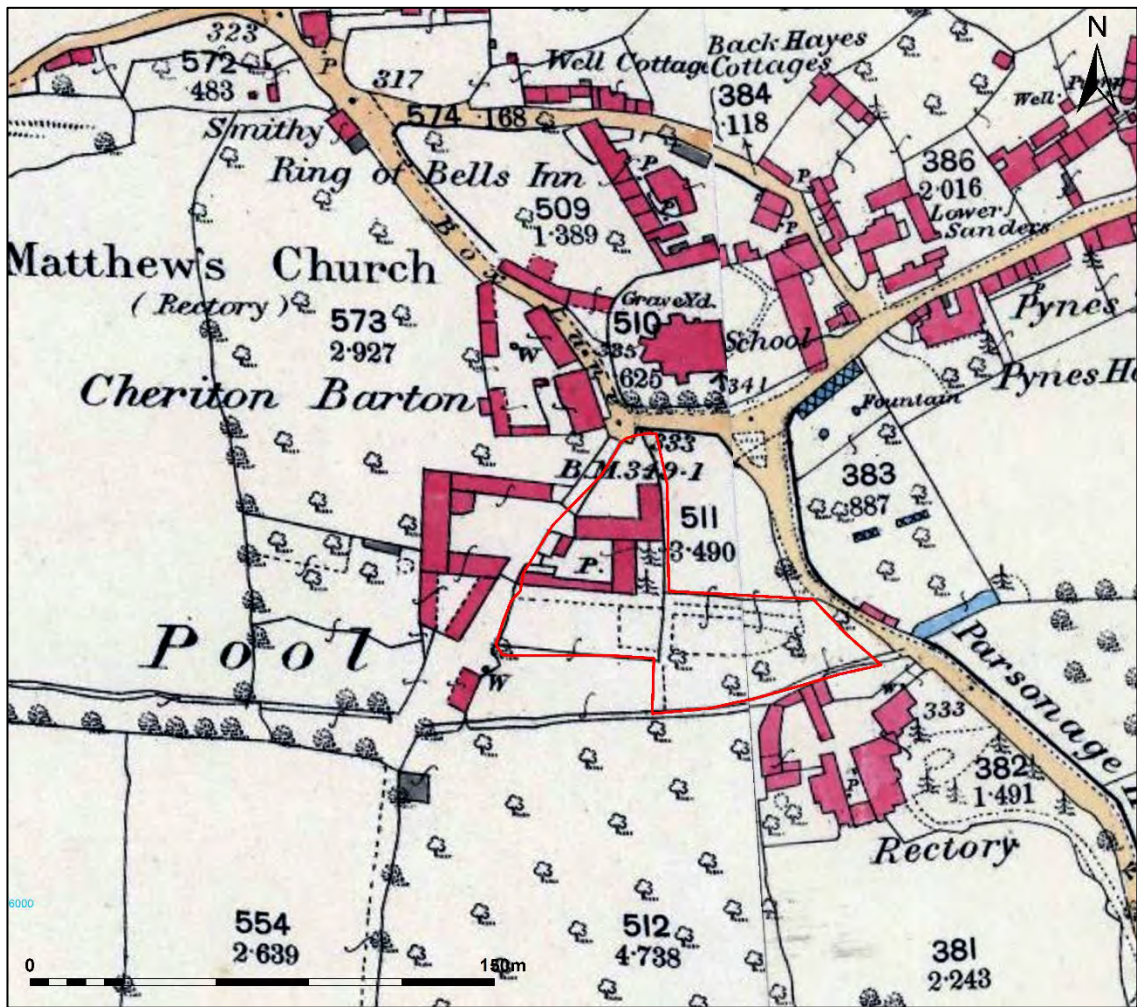 323
N
572
·483
P
317
Back Hayes
Well Cottage
Cottages
384
·118
Well
574 ·168
Smithy
Ring of Bells Inn
P
386
2·016
509
1·389
Lower
Sanders
Matthew's Church
(Rectory)
573
2·927
Grave Yd.
510
·625
School
Pynes
W
341
Cheriton Barton
Fountain
333
B.M.349·1
383
·887
511
3·490
P
Pool
W
Parsonage
333
382
1·491
P
Rectory
6000
554
2·639
512
4·738
381
2·243
0
150m